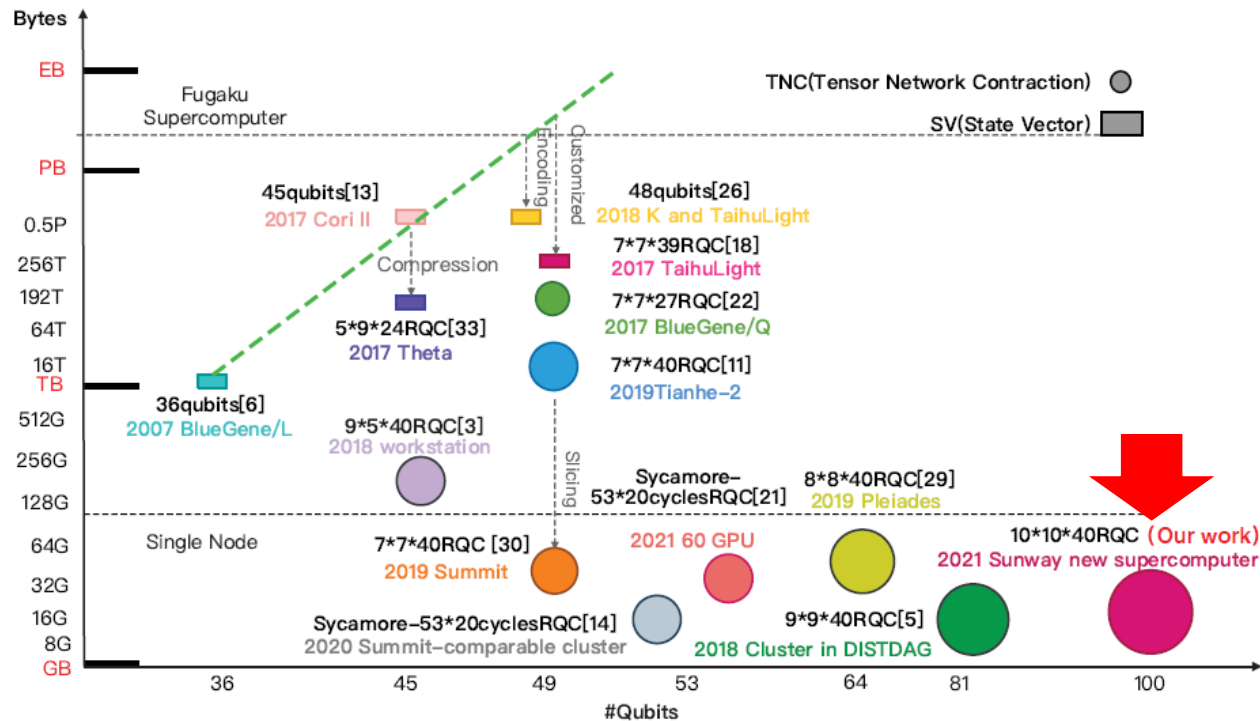 Bytes
EB
Fugaku
Supercomputer
TNC(Tensor Network Contraction)
SV(State Vector)
PB
Encoding
Customized
45qubits[13]
2017 Cori II
48qubits[26]
2018 K and TaihuLight
0.5P
7*7*39RQC[18]
2017 TaihuLight
256T
Compression
192T
7*7*27RQC[22]
2017 BlueGene/Q
64T
5*9*24RQC[33]
2017 Theta
16T
7*7*40RQC[11]
2019Tianhe-2
TB
36qubits[6]
2007 BlueGene/L
512G
9*5*40RQC[3]
2018 workstation
256G
Slicing
Sycamore-
53*20cyclesRQC[21]
8*8*40RQC[29]
2019 Pleiades
128G
Single Node
64G
7*7*40RQC [30]
2019 Summit
2021 60 GPU
10*10*40RQC (Our work)
2021 Sunway new supercomputer
32G
16G
Sycamore-53*20cyclesRQC[14]
2020 Summit-comparable cluster
9*9*40RQC[5]
2018 Cluster in DISTDAG
8G
GB
36
45
49
53
64
81
100
#Qubits